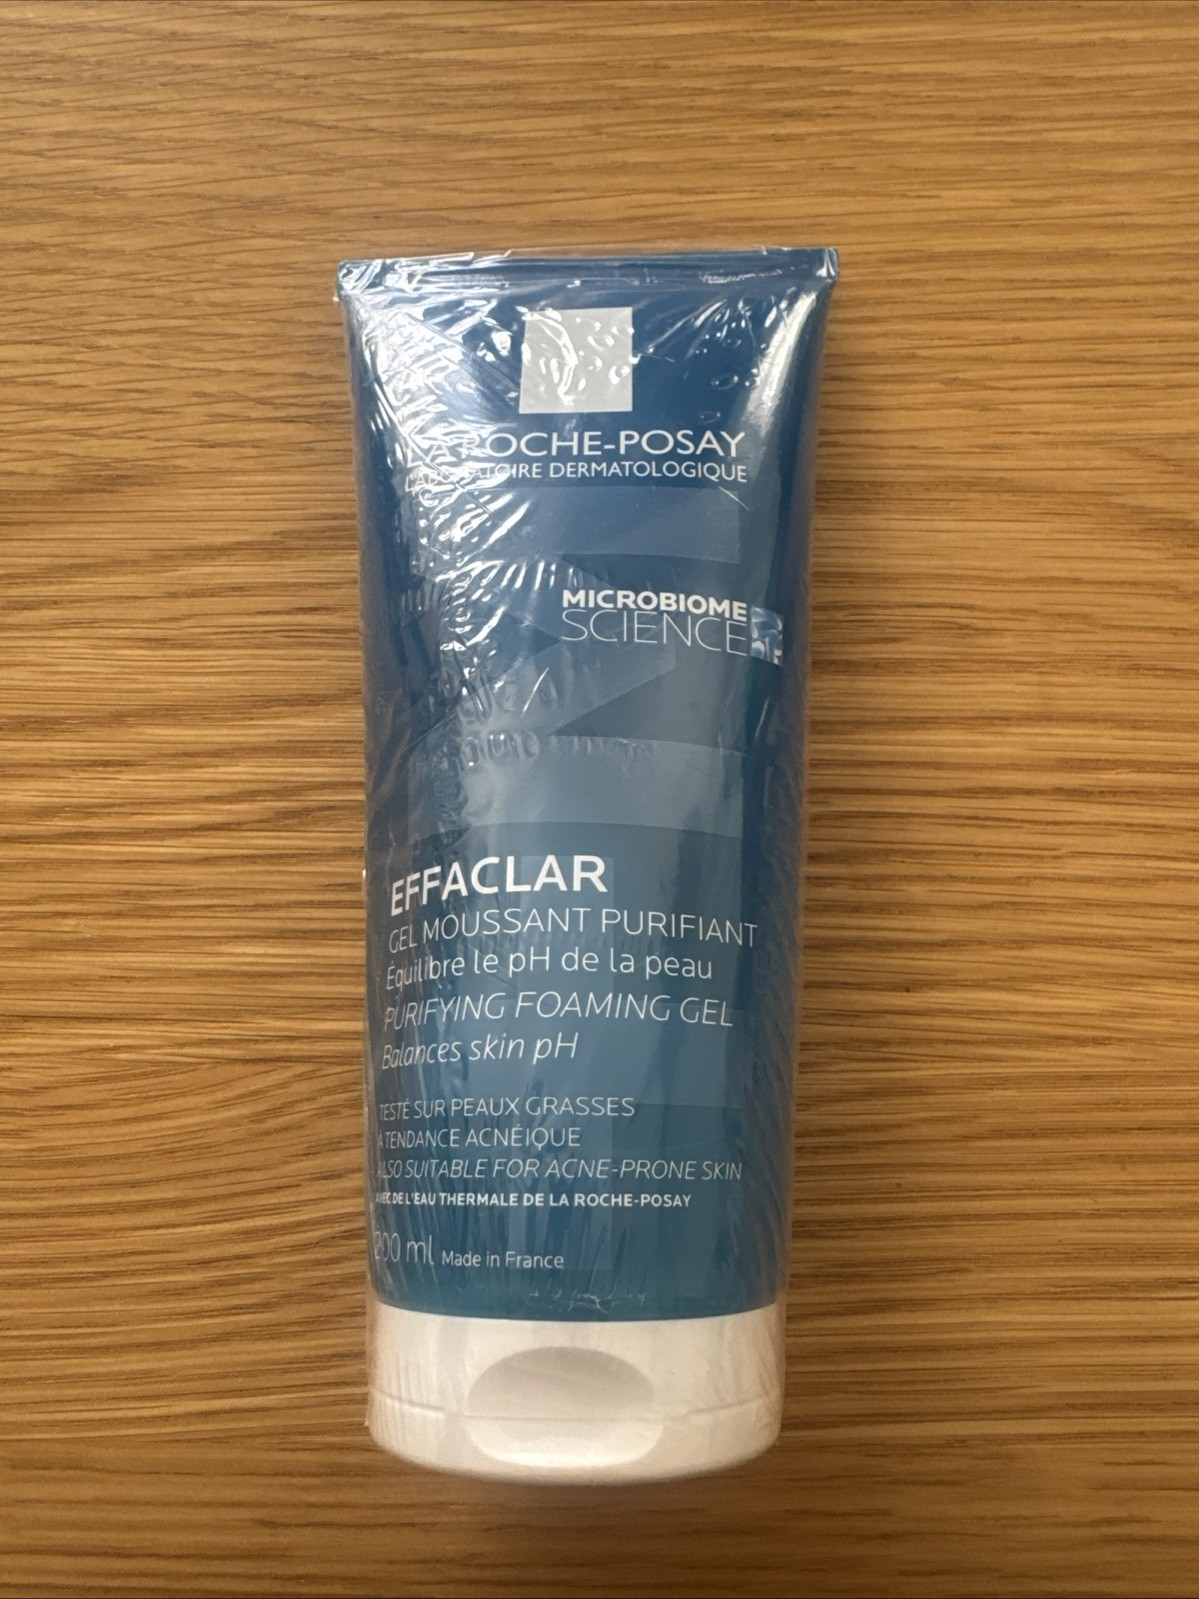 LA ROCHE-POSAY
LABORATOIRE DERMATOLOGIQUE
MICROBIOME
SCIENCE
EFFACLAR
GEL MOUSSANT PURIFIANT
Équilibre le pH de la peau
PURIFYING FOAMING GEL
Balances skin pH
TESTÉ SUR PEAUX GRASSES
À TENDANCE ACNÉIQUE
ALSO SUITABLE FOR ACNE-PRONE SKIN
AVEC DE L'EAU THERMALE DE LA ROCHE-POSAY
200 ml Made in France